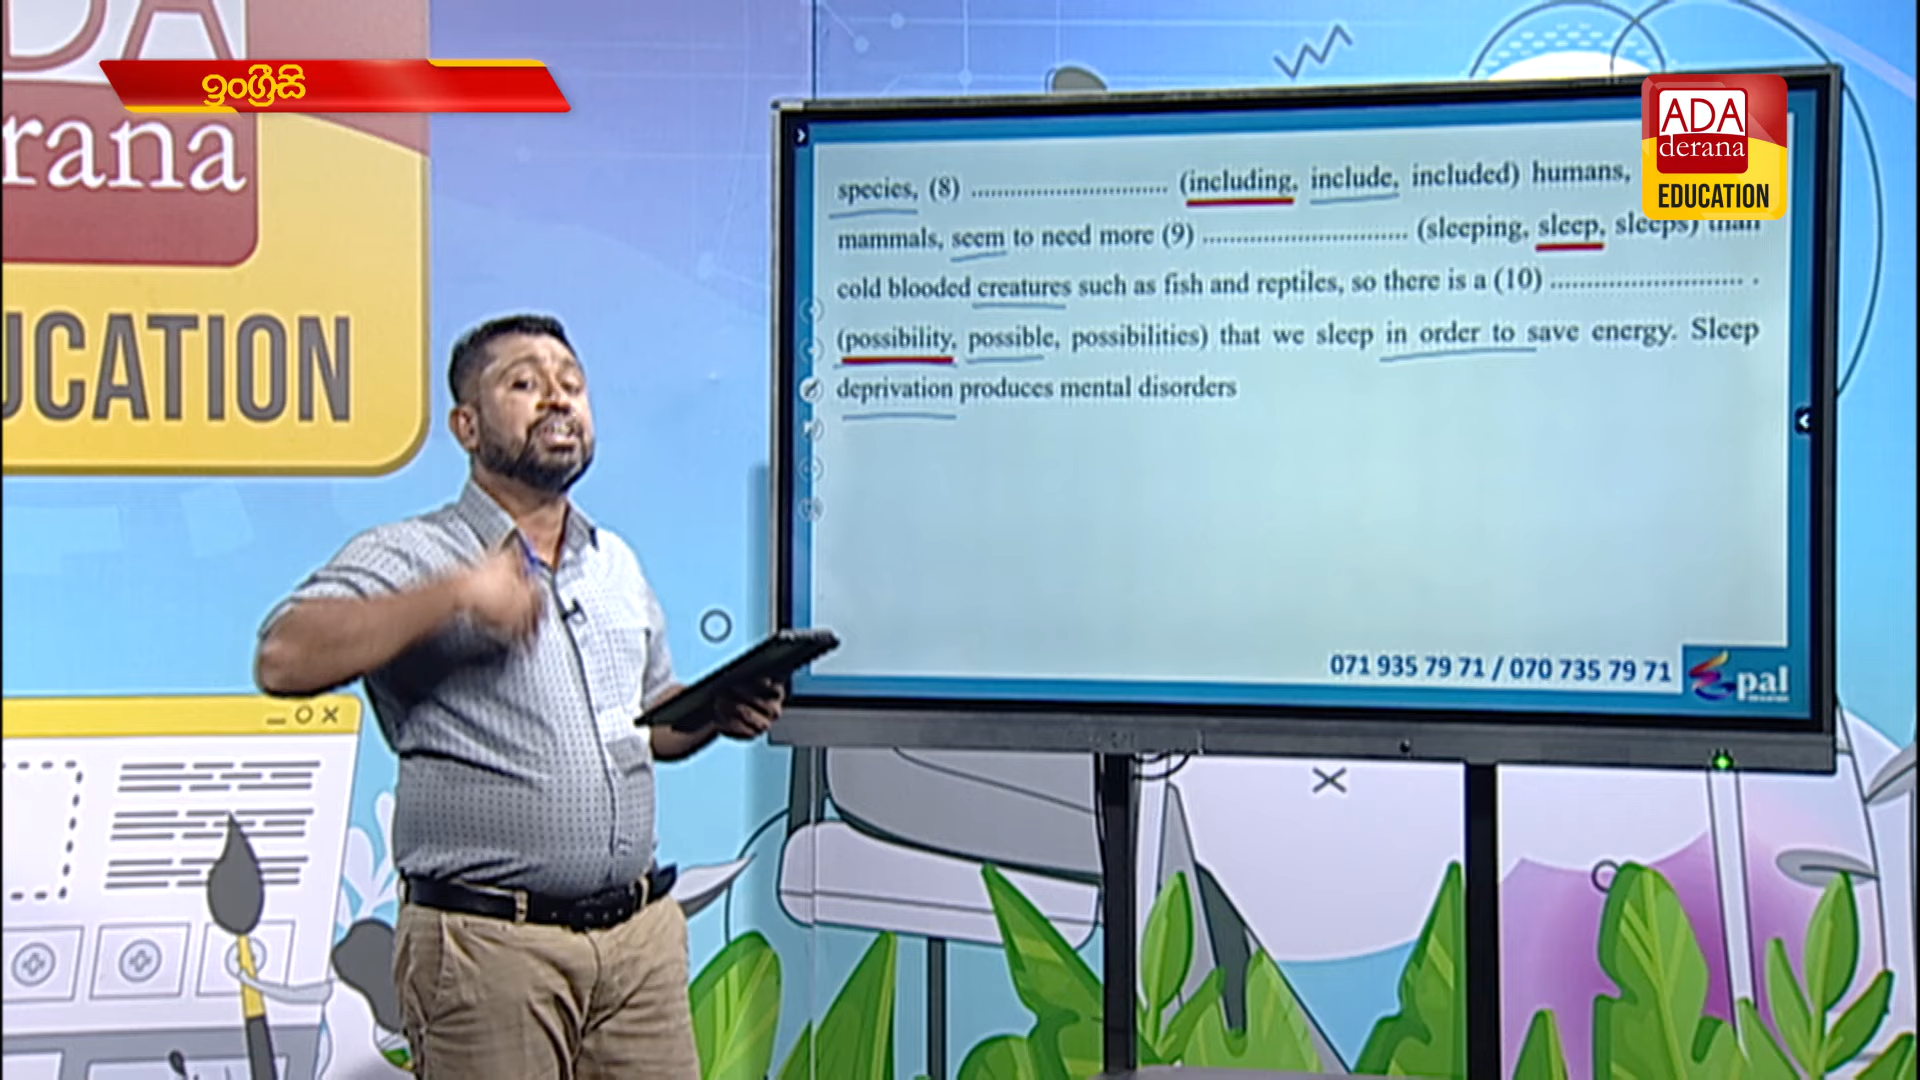 ඉංග්‍රීසි
DA
rana
UCATION
ADA
derana
EDUCATION
species, (8) ............................ (including, include, included) humans,
mammals, seem to need more (9) ............................. (sleeping, sleep, sleeps) than
cold blooded creatures such as fish and reptiles, so there is a (10) ........................... .
(possibility, possible, possibilities) that we sleep in order to save energy. Sleep
deprivation produces mental disorders
071 935 79 71 / 070 735 79 71
pal